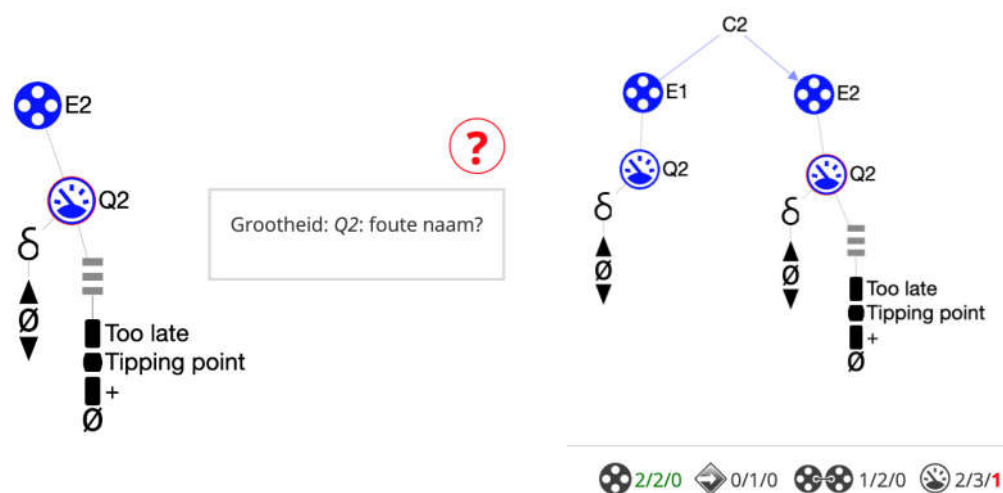 E2
Q2
δ
Ø
Too late
Tipping point
+
Ø
?
Grootheid: Q2: foute naam?
C2
E1
E2
Q2
Q2
δ
Ø
δ
Ø
Too late
Tipping point
+
Ø
2/2/0 0/1/0 1/2/0 2/3/1